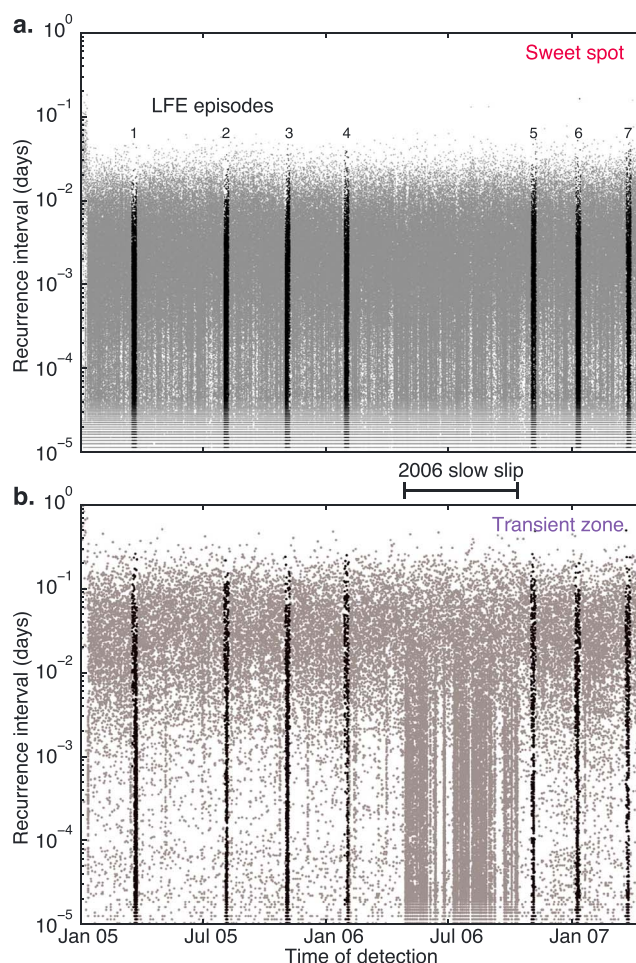 a.
Sweet spot
LFE episodes
1 2 3 4 5 6 7
Recurrence interval (days)
10^0
10^-1
10^-2
10^-3
10^-4
10^-5
2006 slow slip
b.
Transient zone
Recurrence interval (days)
10^0
10^-1
10^-2
10^-3
10^-4
10^-5
Jan 05 Jul 05 Jan 06 Jul 06 Jan 07
Time of detection